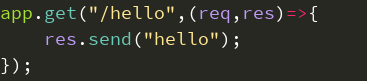 app.get("/hello",(req,res)=>{
    res.send("hello");
});